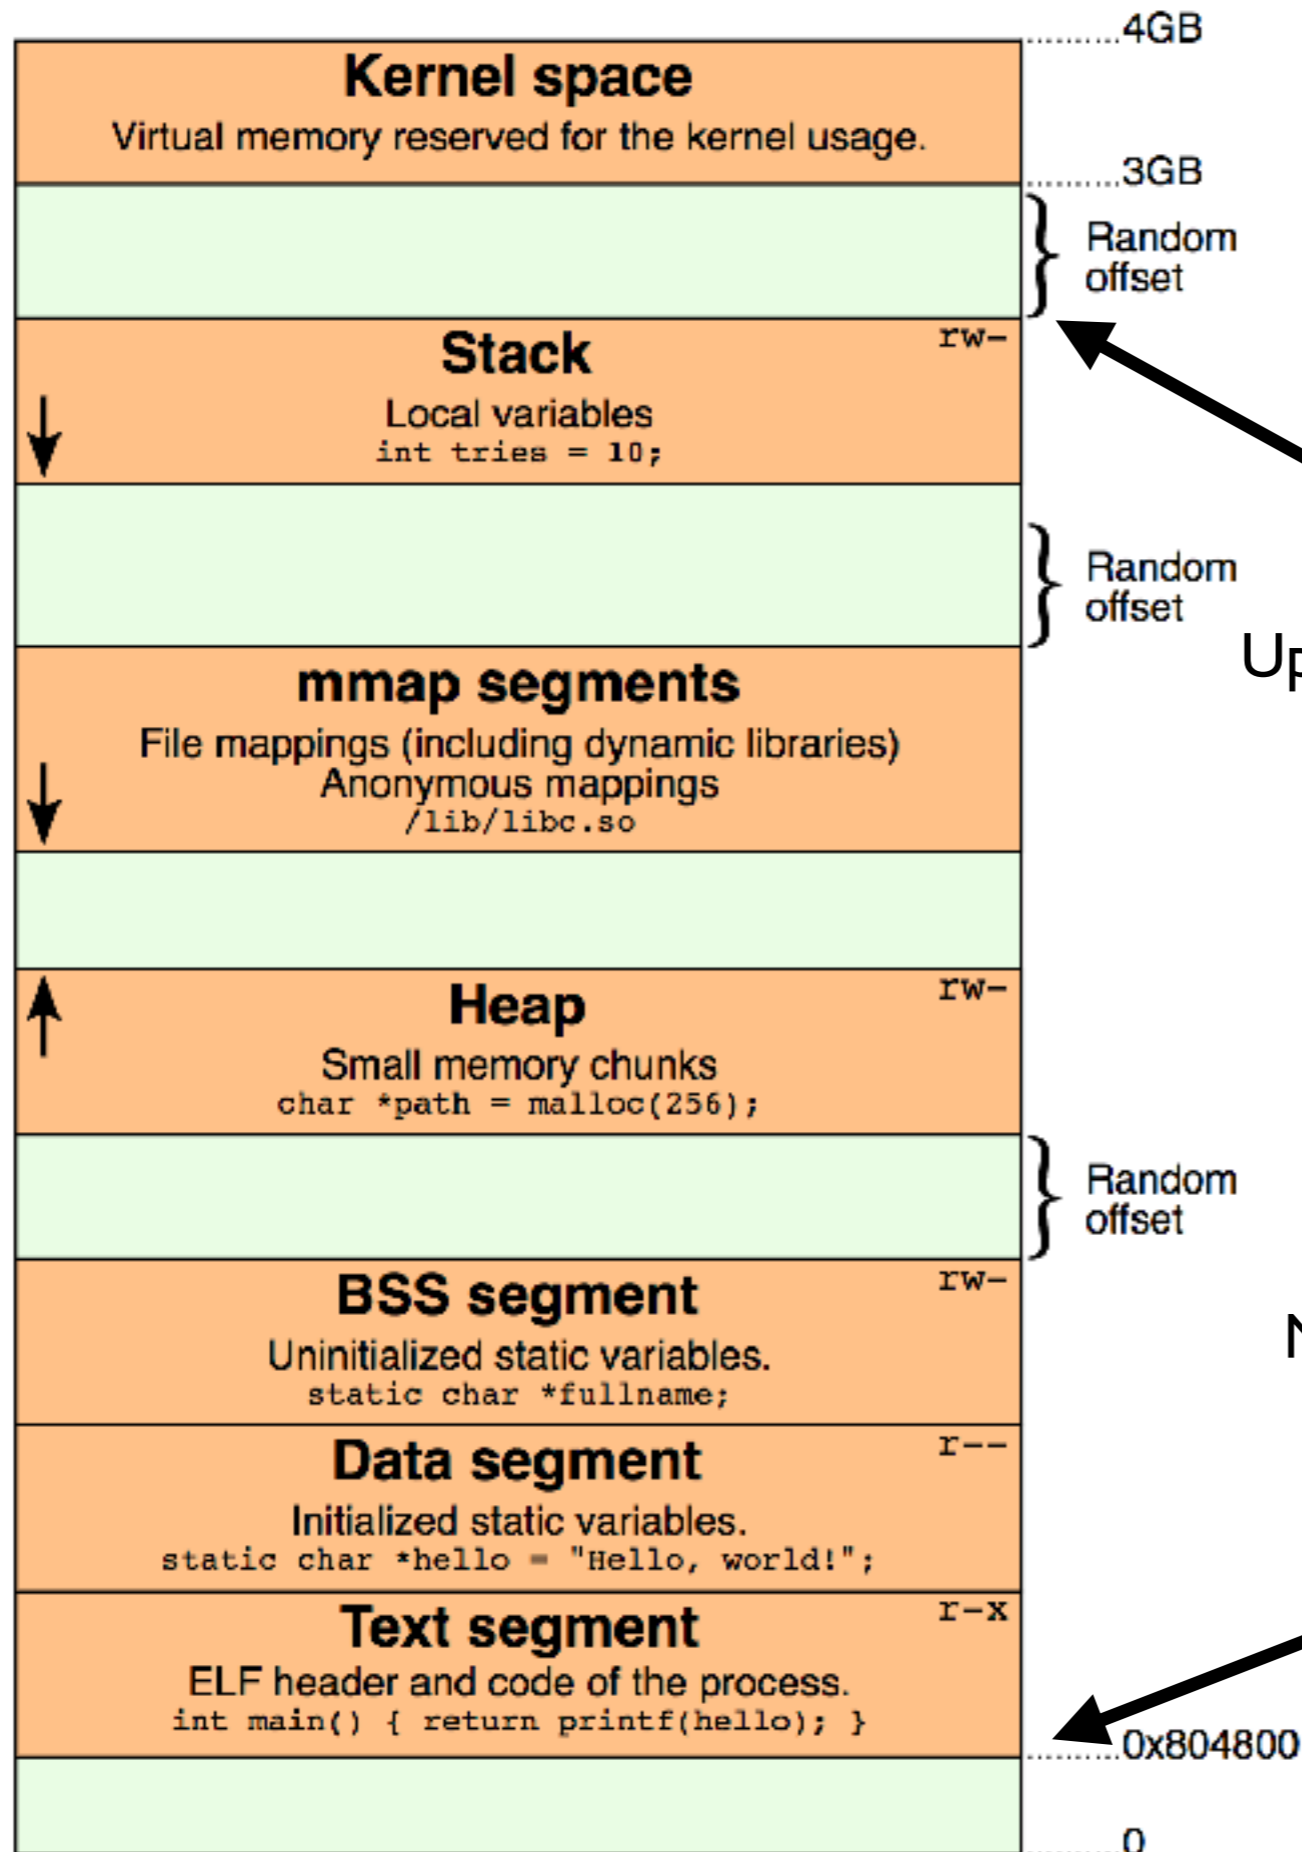 4GB
Kernel space
Virtual memory reserved for the kernel usage.
3GB
Random
offset
rw-
Stack
Local variables
int tries = 10;
Random
offset
Up
mmap segments
File mappings (including dynamic libraries)
Anonymous mappings
/lib/libc.so
rw-
Heap
Small memory chunks
char *path = malloc(256);
Random
offset
rw-
BSS segment
Uninitialized static variables.
static char *fullname;
N
r--
Data segment
Initialized static variables.
static char *hello = "Hello, world!";
r-x
Text segment
ELF header and code of the process.
int main() { return printf(hello); }
0x804800
0